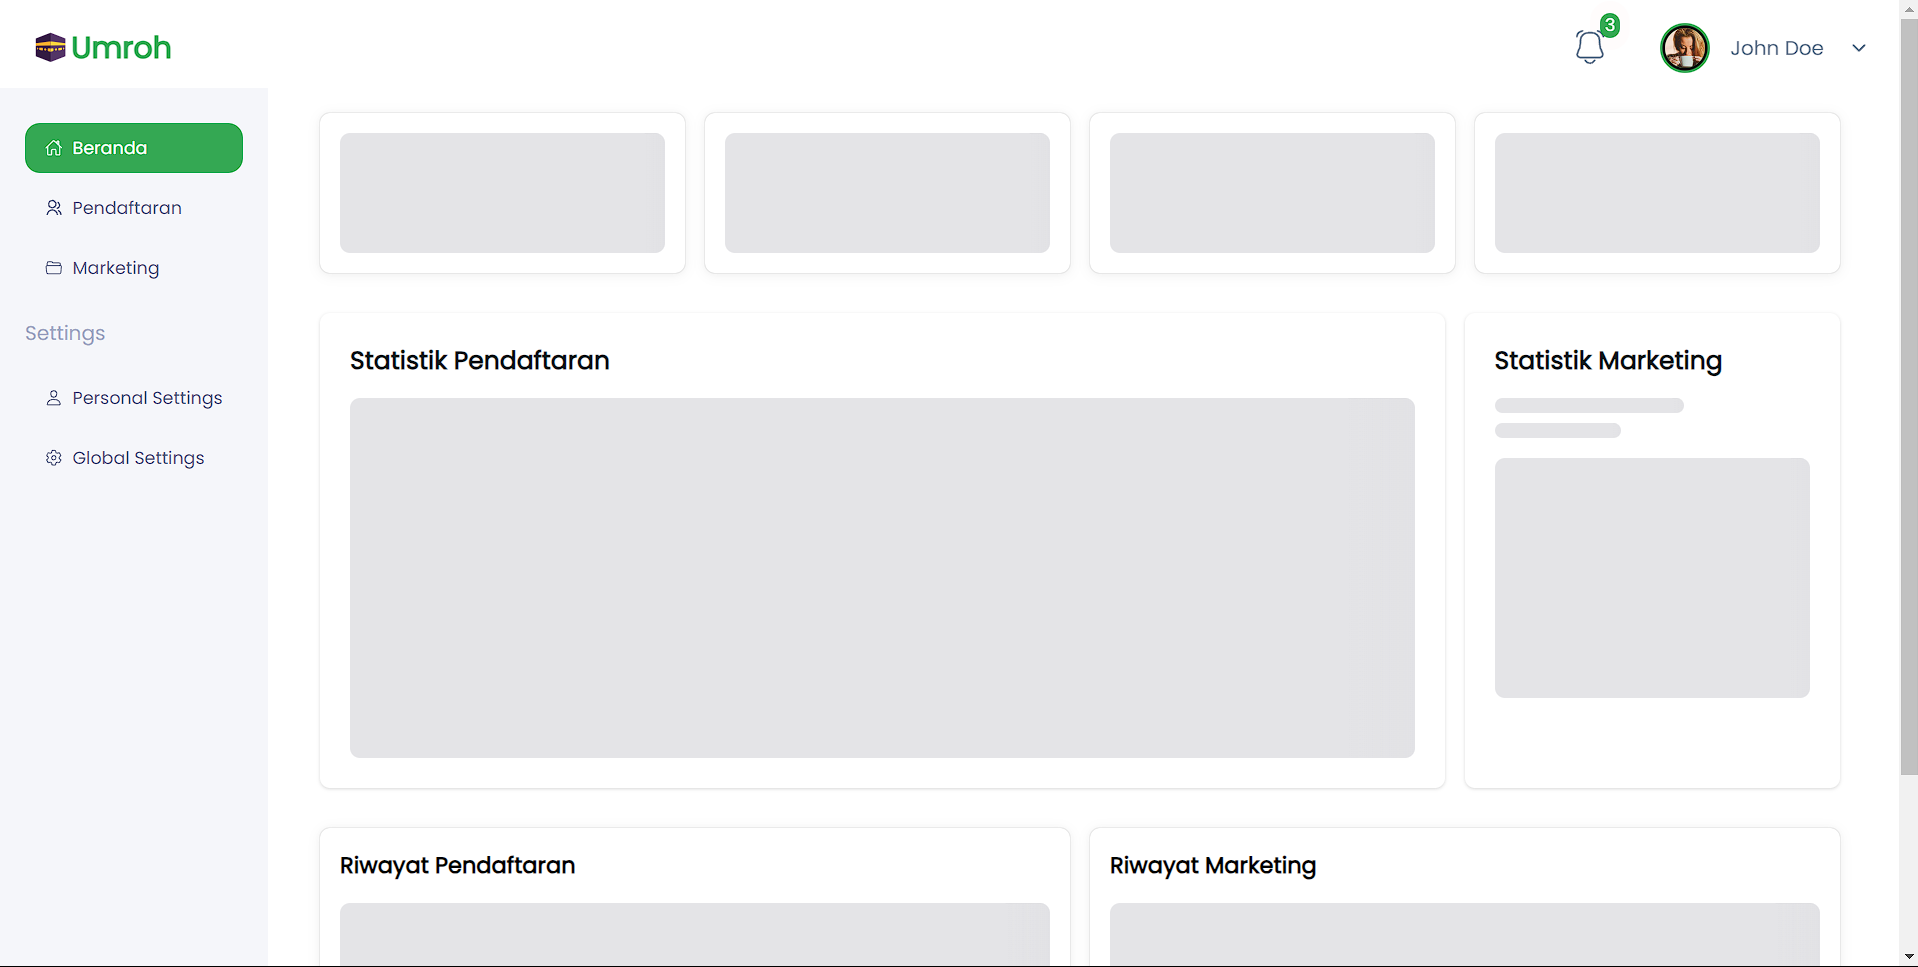 Umroh
3
John Doe
Beranda
Pendaftaran
Marketing
Settings
Personal Settings
Global Settings
Statistik Pendaftaran
Statistik Marketing
Riwayat Pendaftaran
Riwayat Marketing